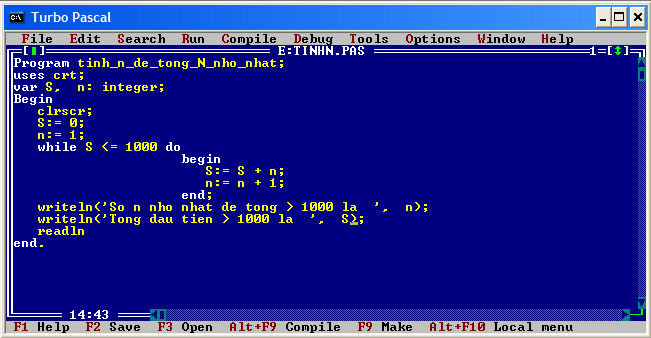 Turbo Pascal
File Edit Search Run Compile Debug Tools Options Window Help
E:TINHN.PAS 1=[↕]
Program tinh_n_de_tong_N_nho_nhat;
uses crt;
var S, n: integer;
Begin
clrscr;
S:= 0;
n:= 1;
while S <= 1000 do
begin
S:= S + n;
n:= n + 1;
end;
writeln('So n nho nhat de tong > 1000 la ', n);
writeln('Tong dau tien > 1000 la ', S);
readln
end.
14:43
F1 Help F2 Save F3 Open Alt+F9 Compile F9 Make Alt+F10 Local menu